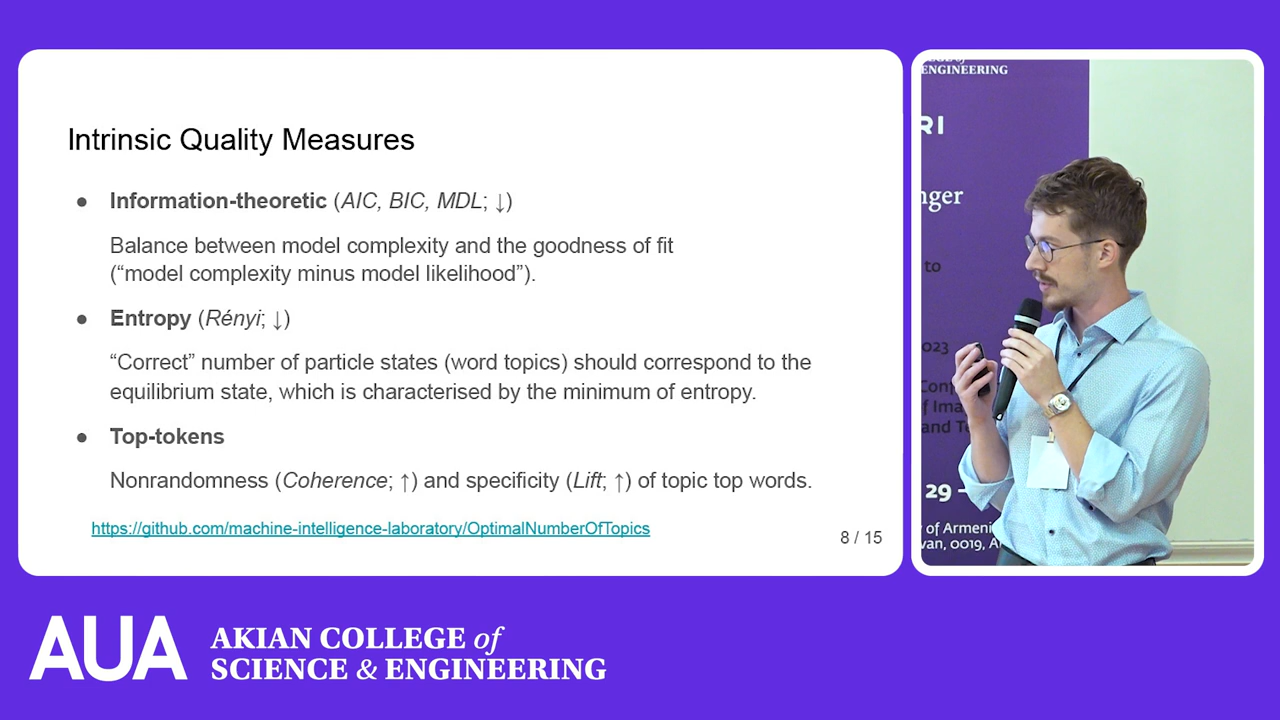 Intrinsic Quality Measures
● Information-theoretic (AIC, BIC, MDL; ↓)
Balance between model complexity and the goodness of fit
(“model complexity minus model likelihood”).
● Entropy (Rényi; ↓)
“Correct” number of particle states (word topics) should correspond to the
equilibrium state, which is characterised by the minimum of entropy.
● Top-tokens
Nonrandomness (Coherence; ↑) and specificity (Lift; ↑) of topic top words.
https://github.com/machine-intelligence-laboratory/OptimalNumberOfTopics
8 / 15
ENGINEERING
RI
nger
to
023
Conf
f Ima
and Te
29 –
y of Armeni
van, 0019, A
AUA
AKIAN COLLEGE of
SCIENCE & ENGINEERING